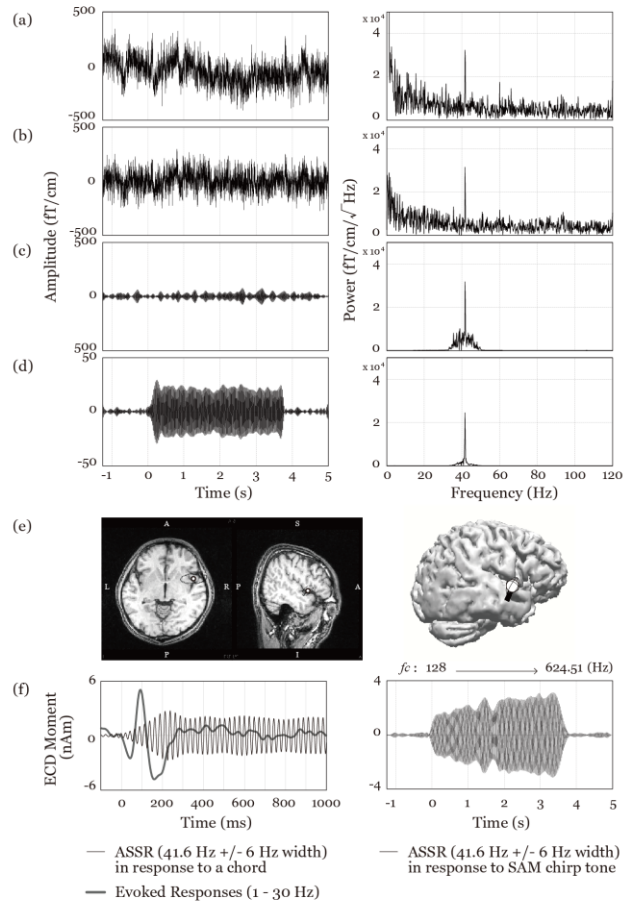 (a)
500
0
-500
x 10⁴
4
2
0
(b)
500
0
-500
x 10⁴
4
2
0
(c)
500
0
500
x 10⁴
4
2
0
(d)
50
0
-50
x 10⁴
4
2
0
Amplitude (fT/cm)
Power (fT/cm/√Hz)
-1 0 1 2 3 4 5
0 20 40 60 80 100 120
Time (s)
Frequency (Hz)
(e)
A
S
L
R
P
A
P
I
fc : 128 624.51 (Hz)
(f)
6
0
-6
ECD Moment
(nAm)
0 200 400 600 800 1000
Time (ms)
4
2
0
-2
-4
-1 0 1 2 3 4 5
Time (s)
ASSR (41.6 Hz +/- 6 Hz width)
in response to a chord
Evoked Responses (1 - 30 Hz)
ASSR (41.6 Hz +/- 6 Hz width)
in response to SAM chirp tone